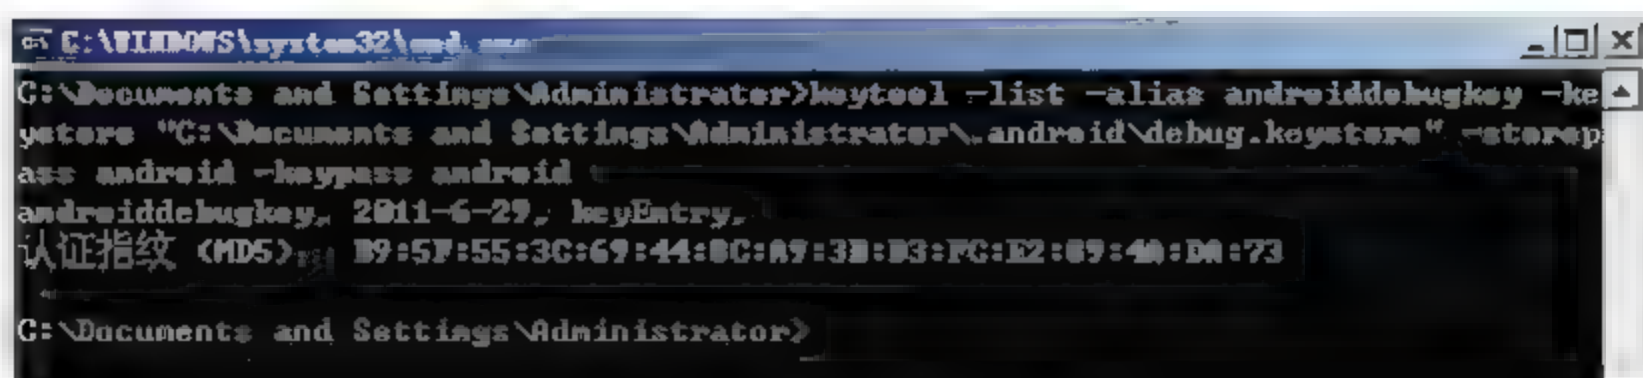 C:\WINDOWS\system32\cmd.exe
C:\Documents and Settings\Administrator>keytool -list -alias androiddebugkey -ke
ystore "C:\Documents and Settings\Administrator\.android\debug.keystore" -storep
ass android -keypass android
androiddebugkey, 2011-6-29, keyEntry,
认证指纹 (MD5):
C:\Documents and Settings\Administrator>